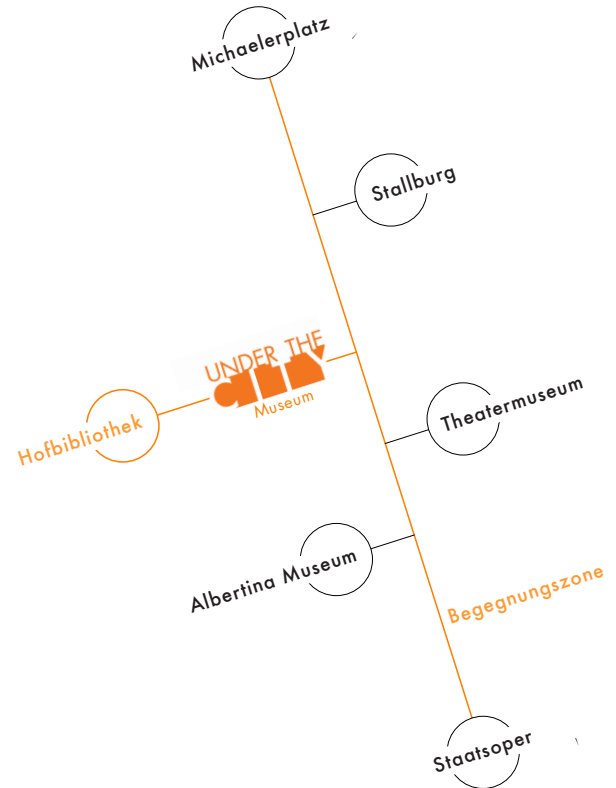 Michaelerplatz
Stallburg
UNDER THE
CITY
Museum
Hofbibliothek
Theatermuseum
Albertina Museum
Begegnungszone
Staatsoper